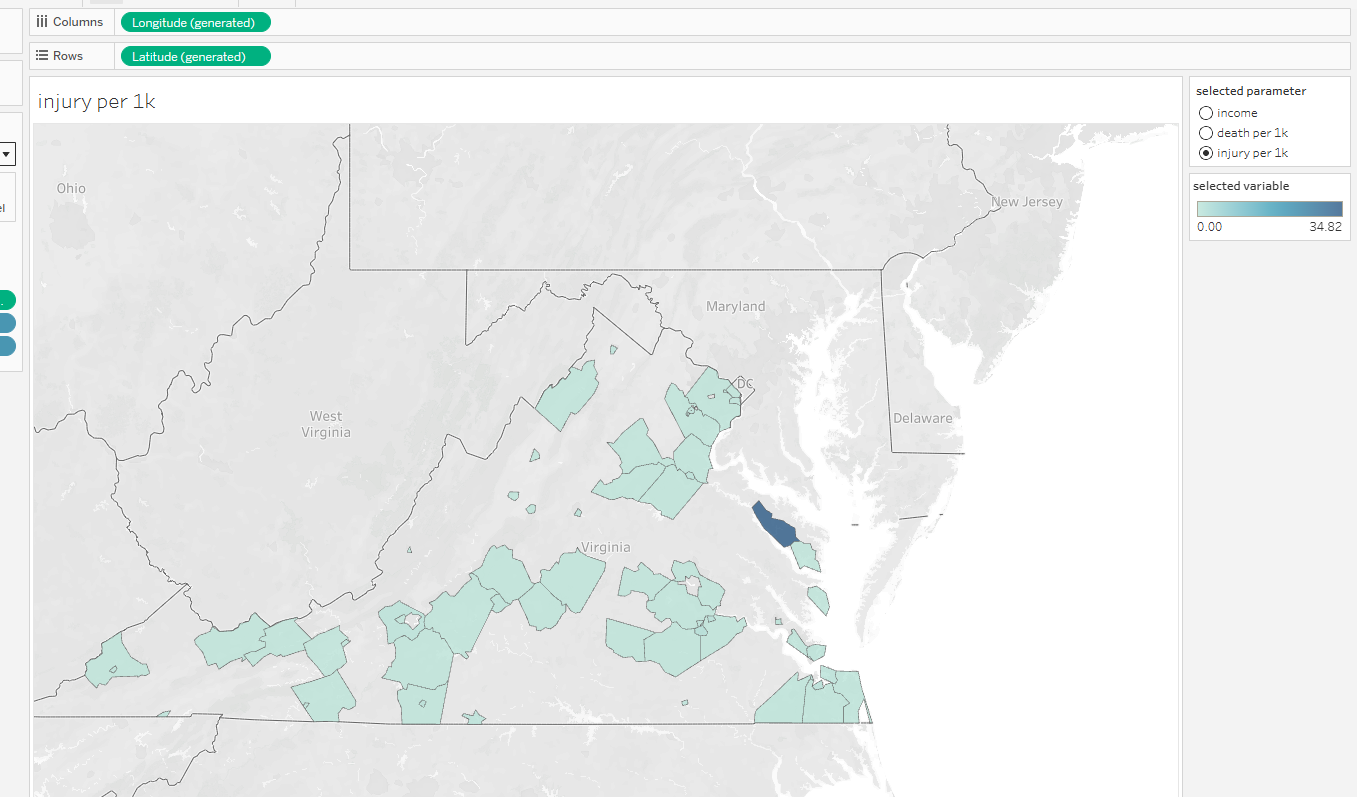 Columns
Longitude (generated)
Rows
Latitude (generated)
injury per 1k
selected parameter
income
death per 1k
injury per 1k
selected variable
0.00
34.82
Ohio
New Jersey
Maryland
DC
West
Virginia
Delaware
Virginia